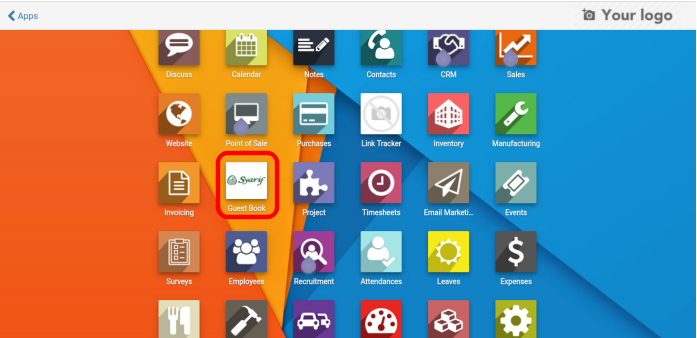 Apps
Your logo
Discuss
Calendar
Notes
Contacts
CRM
Sales
Website
Point of Sale
Purchases
Link Tracker
Inventory
Manufacturing
Syarif
Invoicing
Guest Book
Project
Timesheets
Email Marketi...
Events
Surveys
Employees
Recruitment
Attendances
Leaves
Expenses